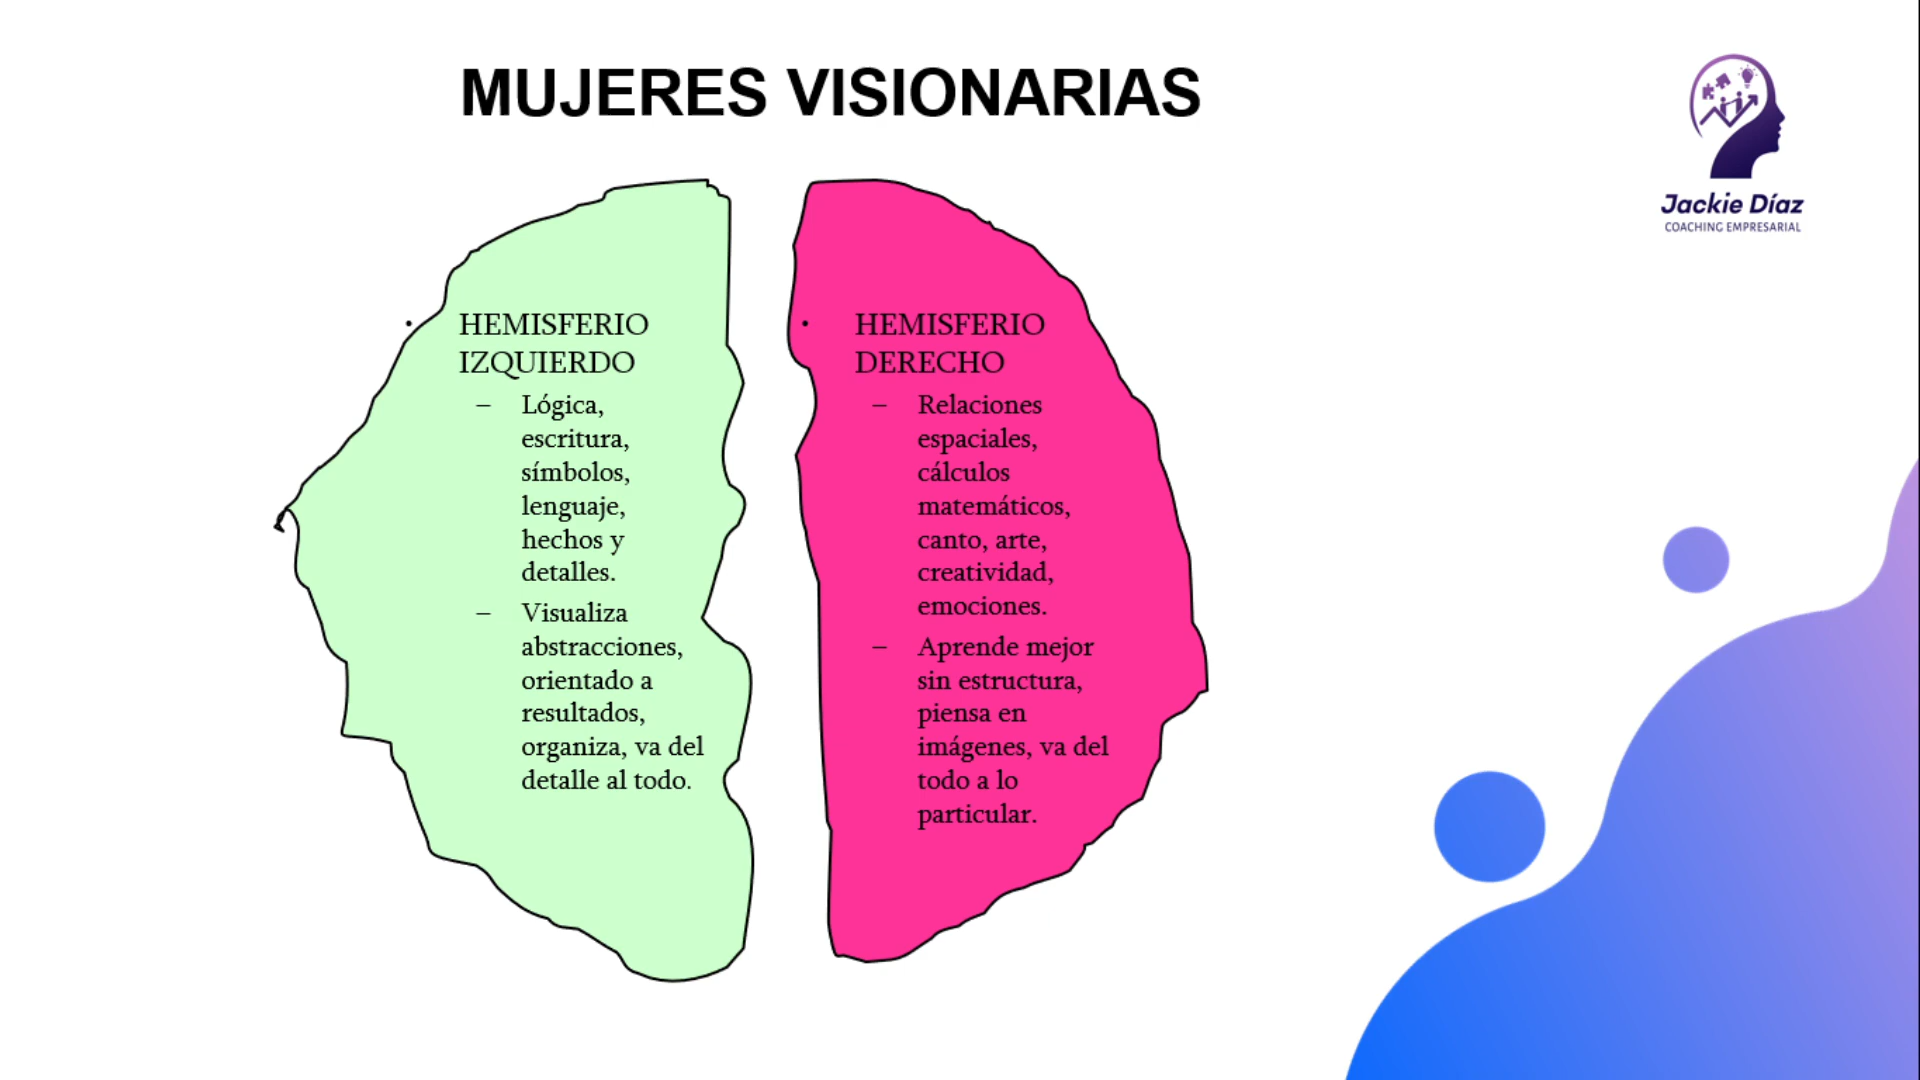 MUJERES VISIONARIAS
Jackie Díaz
COACHING EMPRESARIAL
• HEMISFERIO
IZQUIERDO
– Lógica,
escritura,
símbolos,
lenguaje,
hechos y
detalles.
– Visualiza
abstracciones,
orientado a
resultados,
organiza, va del
detalle al todo.
• HEMISFERIO
DERECHO
– Relaciones
espaciales,
cálculos
matemáticos,
canto, arte,
creatividad,
emociones.
– Aprende mejor
sin estructura,
piensa en
imágenes, va del
todo a lo
particular.